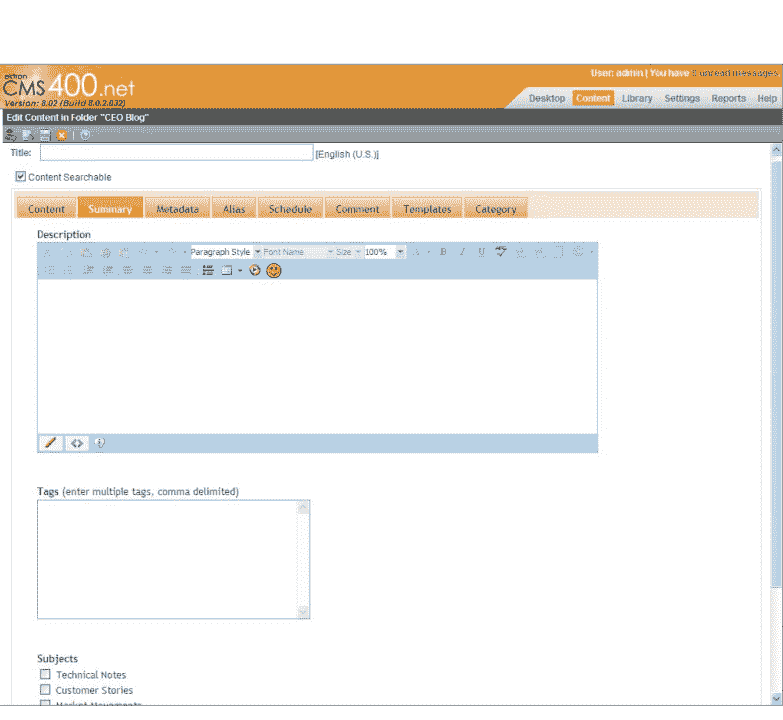 ektron
CMS400.net
Version: 8.02 (Build 8.0.2.032)
User: admin | You have 0 unread messages
Desktop Content Library Settings Reports Help
Edit Content in Folder "CEO Blog"
Title: [English (U.S.)]
Content Searchable
Content Summary Metadata Alias Schedule Comment Templates Category
Description
Paragraph Style Font Name Size 100% A B I U
Tags (enter multiple tags, comma delimited)
Subjects
Technical Notes
Customer Stories
Market Movements